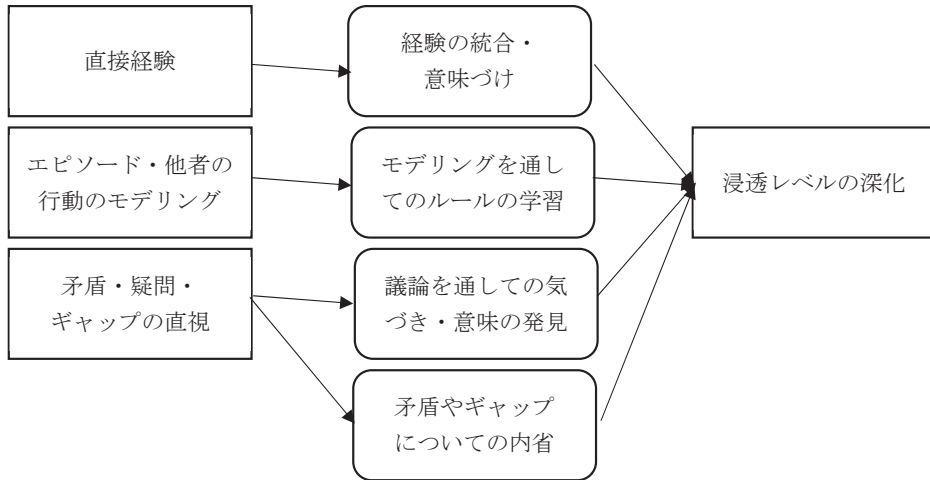 直接経験
経験の統合・
意味づけ
エピソード・他者の
行動のモデリング
モデリングを通し
てのルールの学習
浸透レベルの深化
矛盾・疑問・
ギャップの直視
議論を通しての気
づき・意味の発見
矛盾やギャップ
についての内省